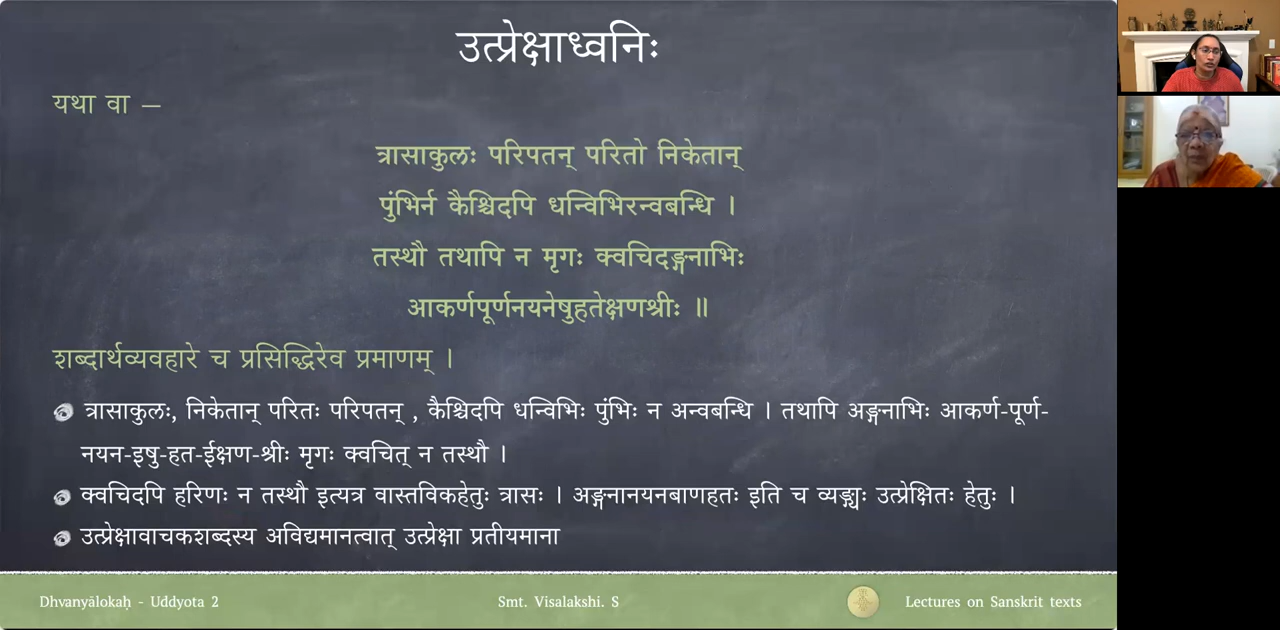 उत्प्रेक्षाध्वनिः
यथा वा –
त्रासाकुलः परिपतन् परितो निकेतान्
पुंभिर्न कैश्चिदपि धन्विभिरन्वबन्धि ।
तस्थौ तथापि न मृगः क्वचिदङ्गनाभिः
आकर्णपूर्णनयनेषुहतेक्षणश्रीः ॥
शब्दार्थव्यवहारे च प्रसिद्धिरेव प्रमाणम् ।
त्रासाकुलः, निकेतान् परितः परिपतन् , कैश्चिदपि धन्विभिः पुंभिः न अन्वबन्धि । तथापि अङ्गनाभिः आकर्ण-पूर्ण-
नयन-इषु-हत-ईक्षण-श्रीः मृगः क्वचित् न तस्थौ ।
क्वचिदपि हरिणः न तस्थौ इत्यत्र वास्तविकहेतुः त्रासः । अङ्गनानयनबाणहतः इति च व्यङ्ग्यः उत्प्रेक्षितः हेतुः ।
उत्प्रेक्षावाचकशब्दस्य अविद्यमानत्वात् उत्प्रेक्षा प्रतीयमाना
Dhvanyālokaḥ - Uddyota 2 Smt. Visalakshi. S Lectures on Sanskrit texts